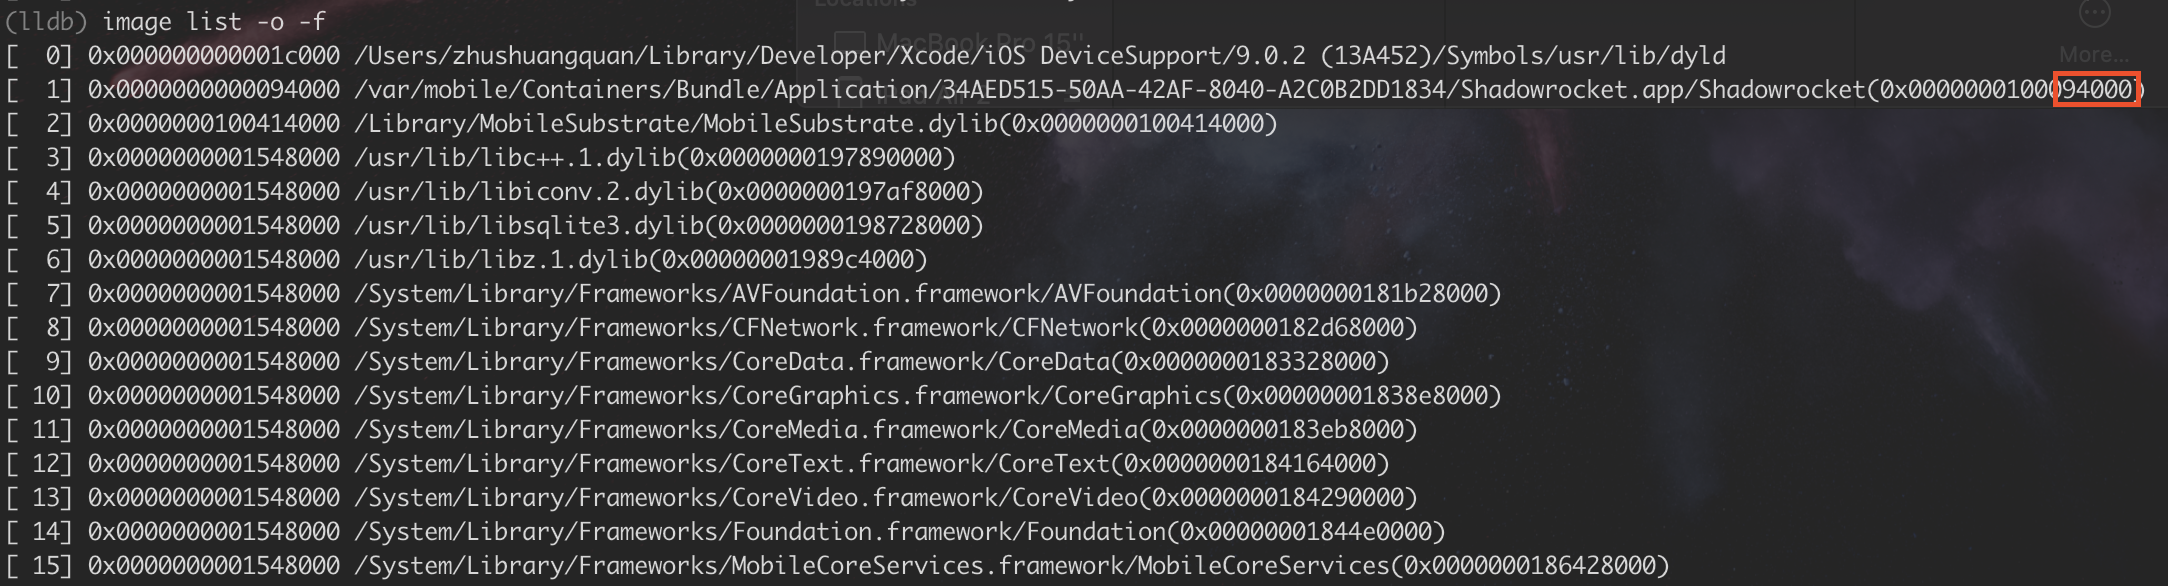 Locations
(lldb) image list -o -f
[  0] 0x000000000001c000 /Users/zhushuangquan/Library/Developer/Xcode/iOS DeviceSupport/9.0.2 (13A452)/Symbols/usr/lib/dyld
MacBook Pro 15"
More...
[  1] 0x0000000000094000 /var/mobile/Containers/Bundle/Application/34AED515-50AA-42AF-8040-A2C0B2DD1834/Shadowrocket.app/Shadowrocket(0x0000000100094000)
iPad Air 2
[  2] 0x0000000100414000 /Library/MobileSubstrate/MobileSubstrate.dylib(0x0000000100414000)
[  3] 0x0000000001548000 /usr/lib/libc++.1.dylib(0x0000000197890000)
[  4] 0x0000000001548000 /usr/lib/libiconv.2.dylib(0x0000000197af8000)
[  5] 0x0000000001548000 /usr/lib/libsqlite3.dylib(0x0000000198728000)
[  6] 0x0000000001548000 /usr/lib/libz.1.dylib(0x00000001989c4000)
[  7] 0x0000000001548000 /System/Library/Frameworks/AVFoundation.framework/AVFoundation(0x0000000181b28000)
[  8] 0x0000000001548000 /System/Library/Frameworks/CFNetwork.framework/CFNetwork(0x0000000182d68000)
[  9] 0x0000000001548000 /System/Library/Frameworks/CoreData.framework/CoreData(0x0000000183328000)
[ 10] 0x0000000001548000 /System/Library/Frameworks/CoreGraphics.framework/CoreGraphics(0x00000001838e8000)
[ 11] 0x0000000001548000 /System/Library/Frameworks/CoreMedia.framework/CoreMedia(0x0000000183eb8000)
[ 12] 0x0000000001548000 /System/Library/Frameworks/CoreText.framework/CoreText(0x0000000184164000)
[ 13] 0x0000000001548000 /System/Library/Frameworks/CoreVideo.framework/CoreVideo(0x0000000184290000)
[ 14] 0x0000000001548000 /System/Library/Frameworks/Foundation.framework/Foundation(0x00000001844e0000)
[ 15] 0x0000000001548000 /System/Library/Frameworks/MobileCoreServices.framework/MobileCoreServices(0x0000000186428000)